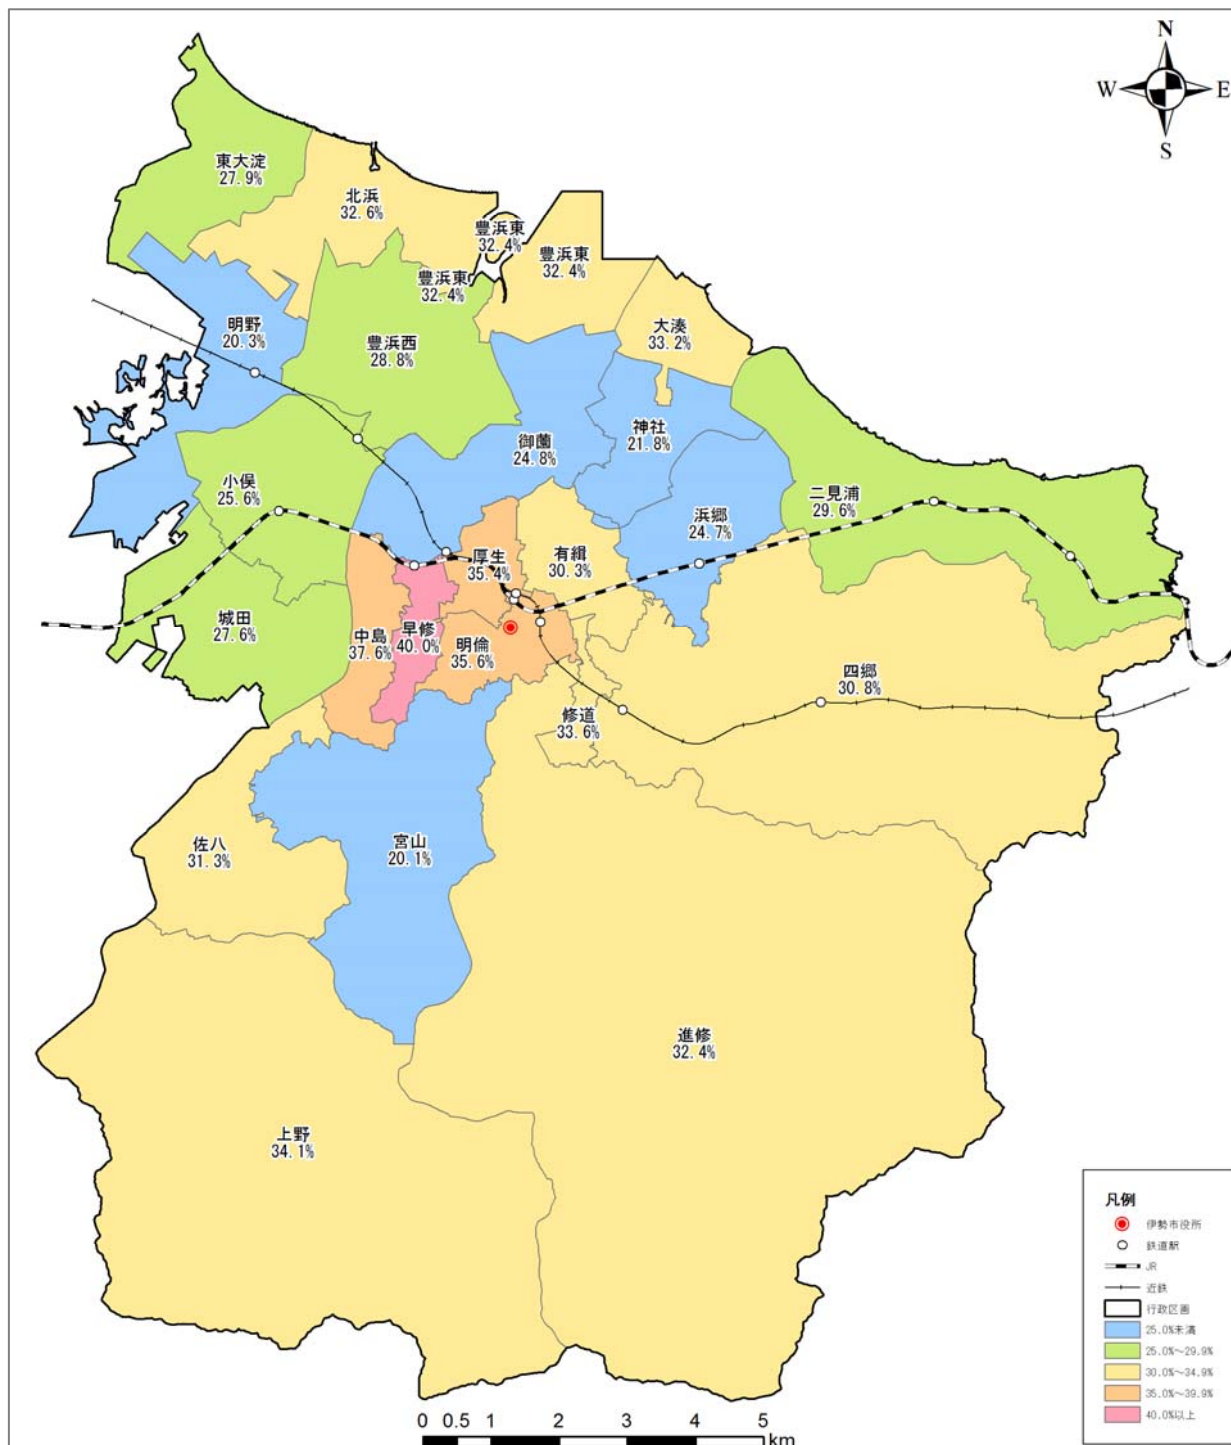 N
W
E
S
東大淀
27.9%
北浜
32.6%
豊浜東
32.4%
豊浜東
32.4%
豊浜東
32.4%
大湊
33.2%
明野
20.3%
豊浜西
28.8%
神社
21.8%
御薗
24.8%
小俣
25.6%
二見浦
29.6%
浜郷
24.7%
厚生
35.4%
有緝
30.3%
城田
27.6%
中島
37.6%
早修
40.0%
明倫
35.6%
四郷
30.8%
修道
33.6%
佐八
31.3%
宮山
20.1%
進修
32.4%
上野
34.1%
凡例
伊勢市役所
鉄道駅
JR
近鉄
行政区画
25.0%未満
25.0%~29.9%
30.0%~34.9%
35.0%~39.9%
40.0%以上
0 0.5 1 2 3 4 5
km